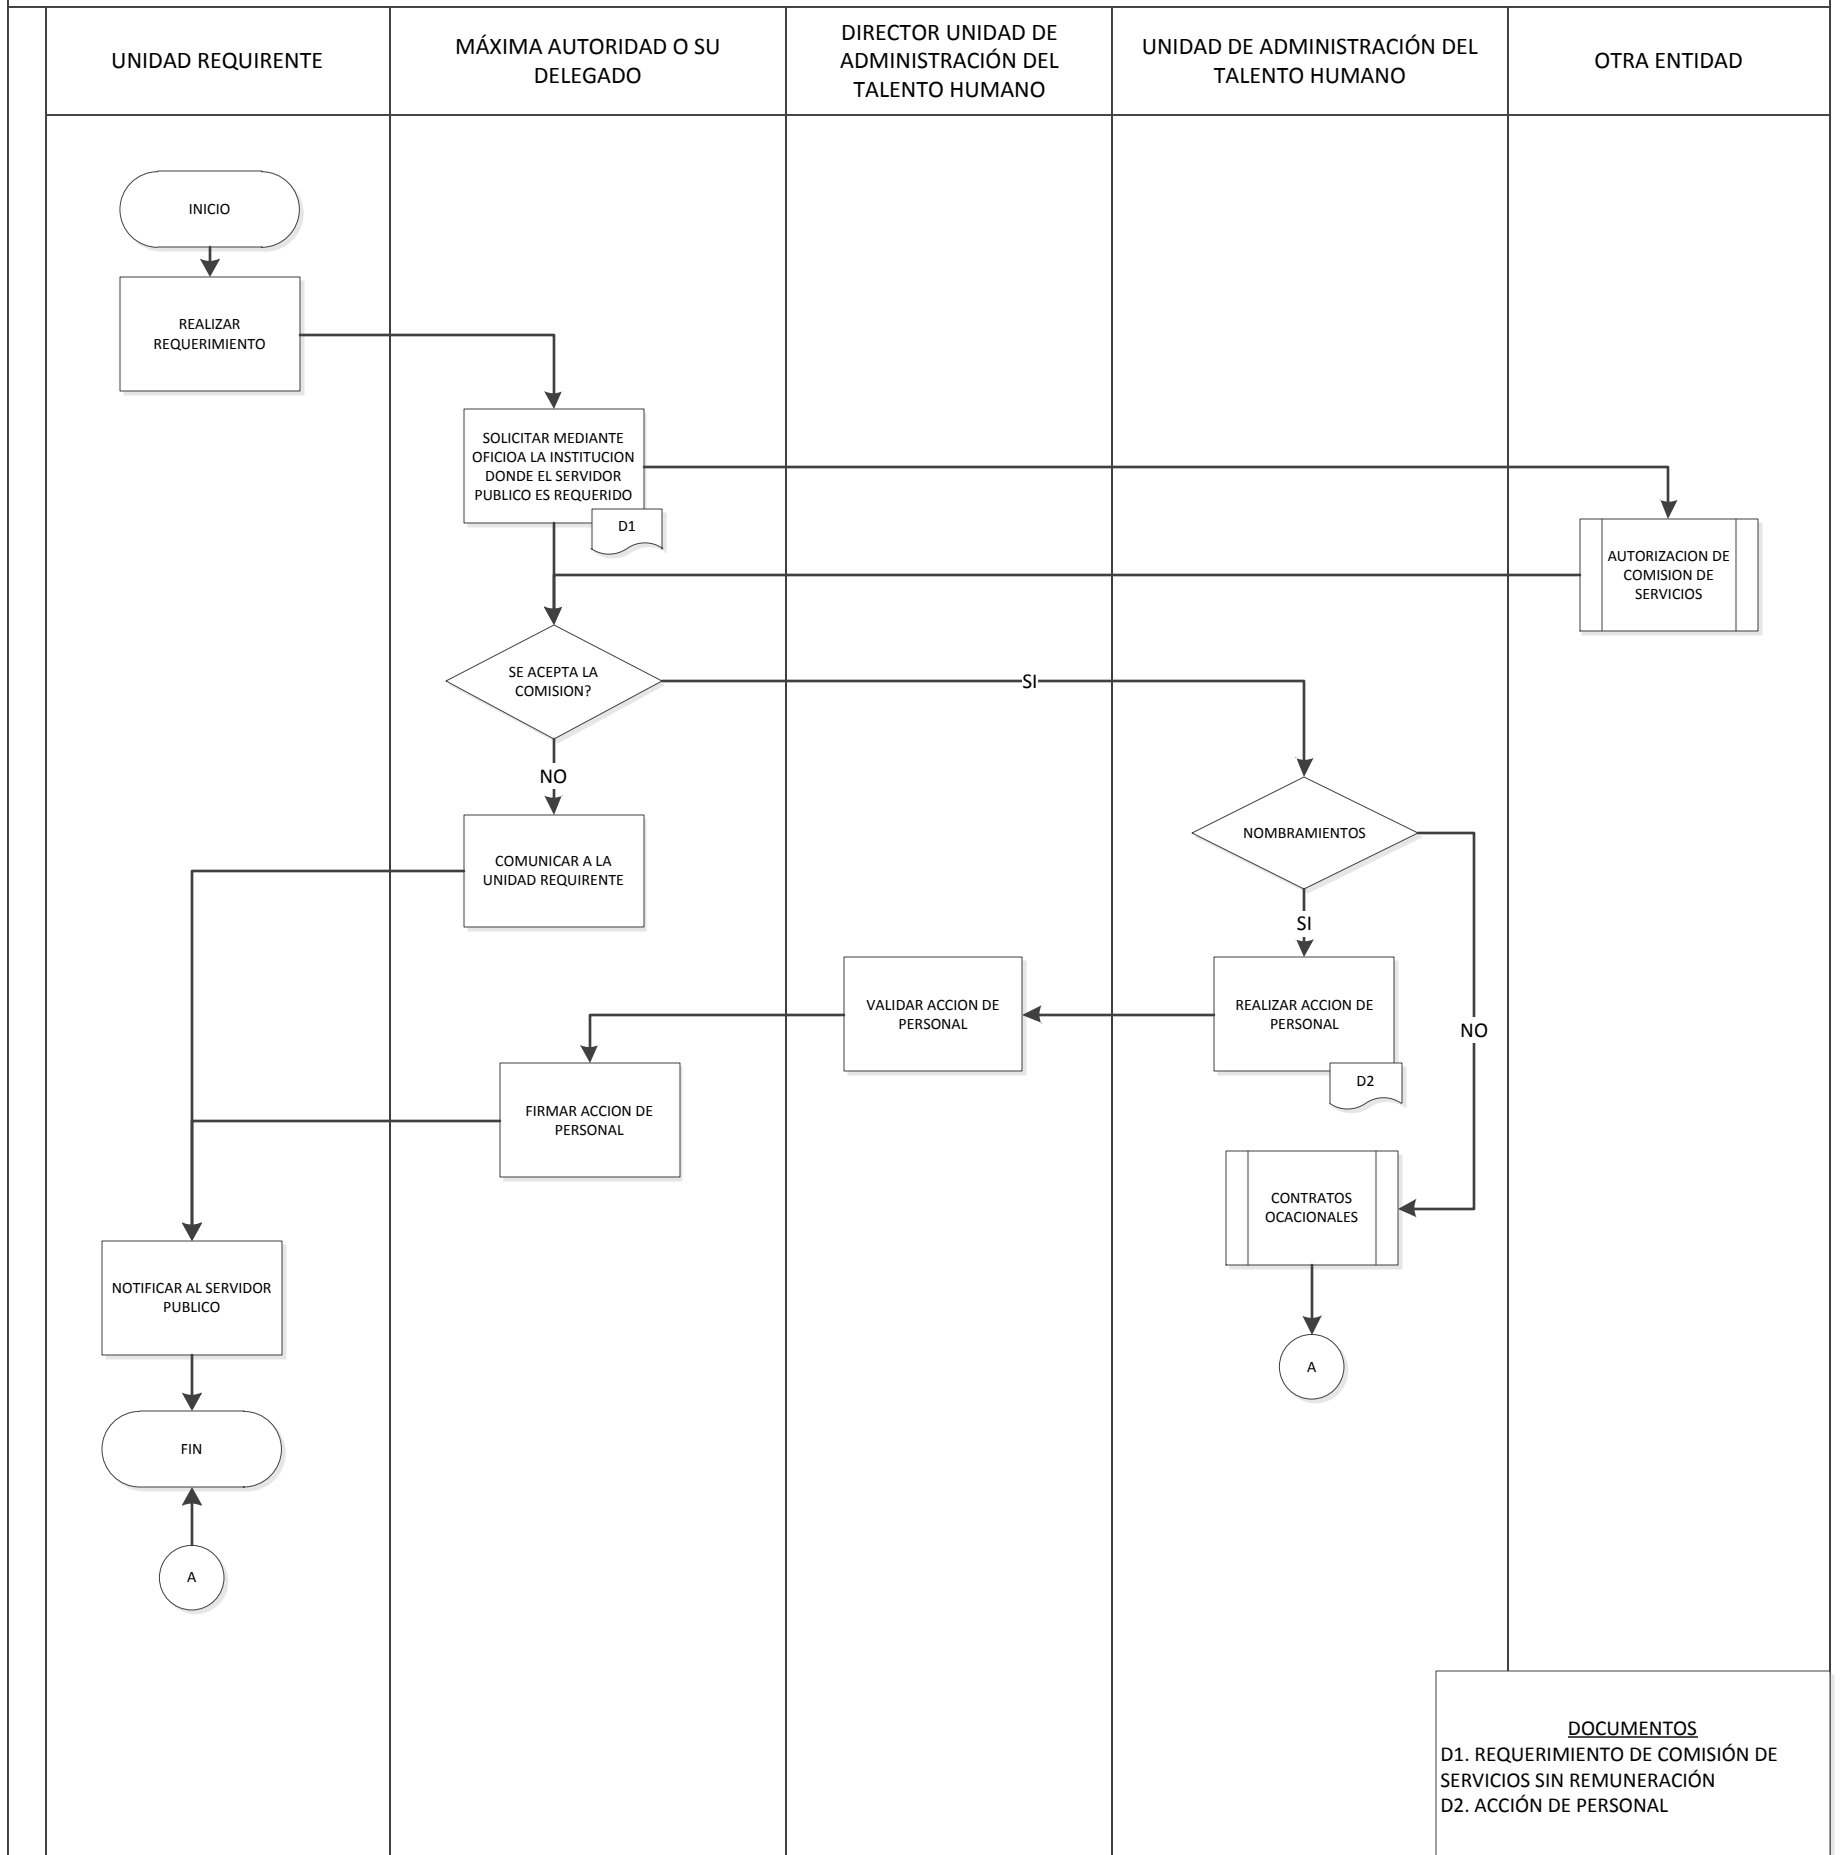 UNIDAD REQUIRENTE
MÁXIMA AUTORIDAD O SU
DELEGADO
DIRECTOR UNIDAD DE
ADMINISTRACIÓN DEL
TALENTO HUMANO
UNIDAD DE ADMINISTRACIÓN DEL
TALENTO HUMANO
OTRA ENTIDAD
INICIO
REALIZAR
REQUERIMIENTO
SOLICITAR MEDIANTE
OFICIOA LA INSTITUCION
DONDE EL SERVIDOR
PUBLICO ES REQUERIDO
D1
AUTORIZACION DE
COMISION DE
SERVICIOS
SE ACEPTA LA
COMISION?
SI
NO
NOMBRAMIENTOS
COMUNICAR A LA
UNIDAD REQUIRENTE
SI
NO
REALIZAR ACCION DE
PERSONAL
D2
VALIDAR ACCION DE
PERSONAL
FIRMAR ACCION DE
PERSONAL
CONTRATOS
OCACIONALES
A
NOTIFICAR AL SERVIDOR
PUBLICO
FIN
A
DOCUMENTOS
D1. REQUERIMIENTO DE COMISIÓN DE
SERVICIOS SIN REMUNERACIÓN
D2. ACCIÓN DE PERSONAL